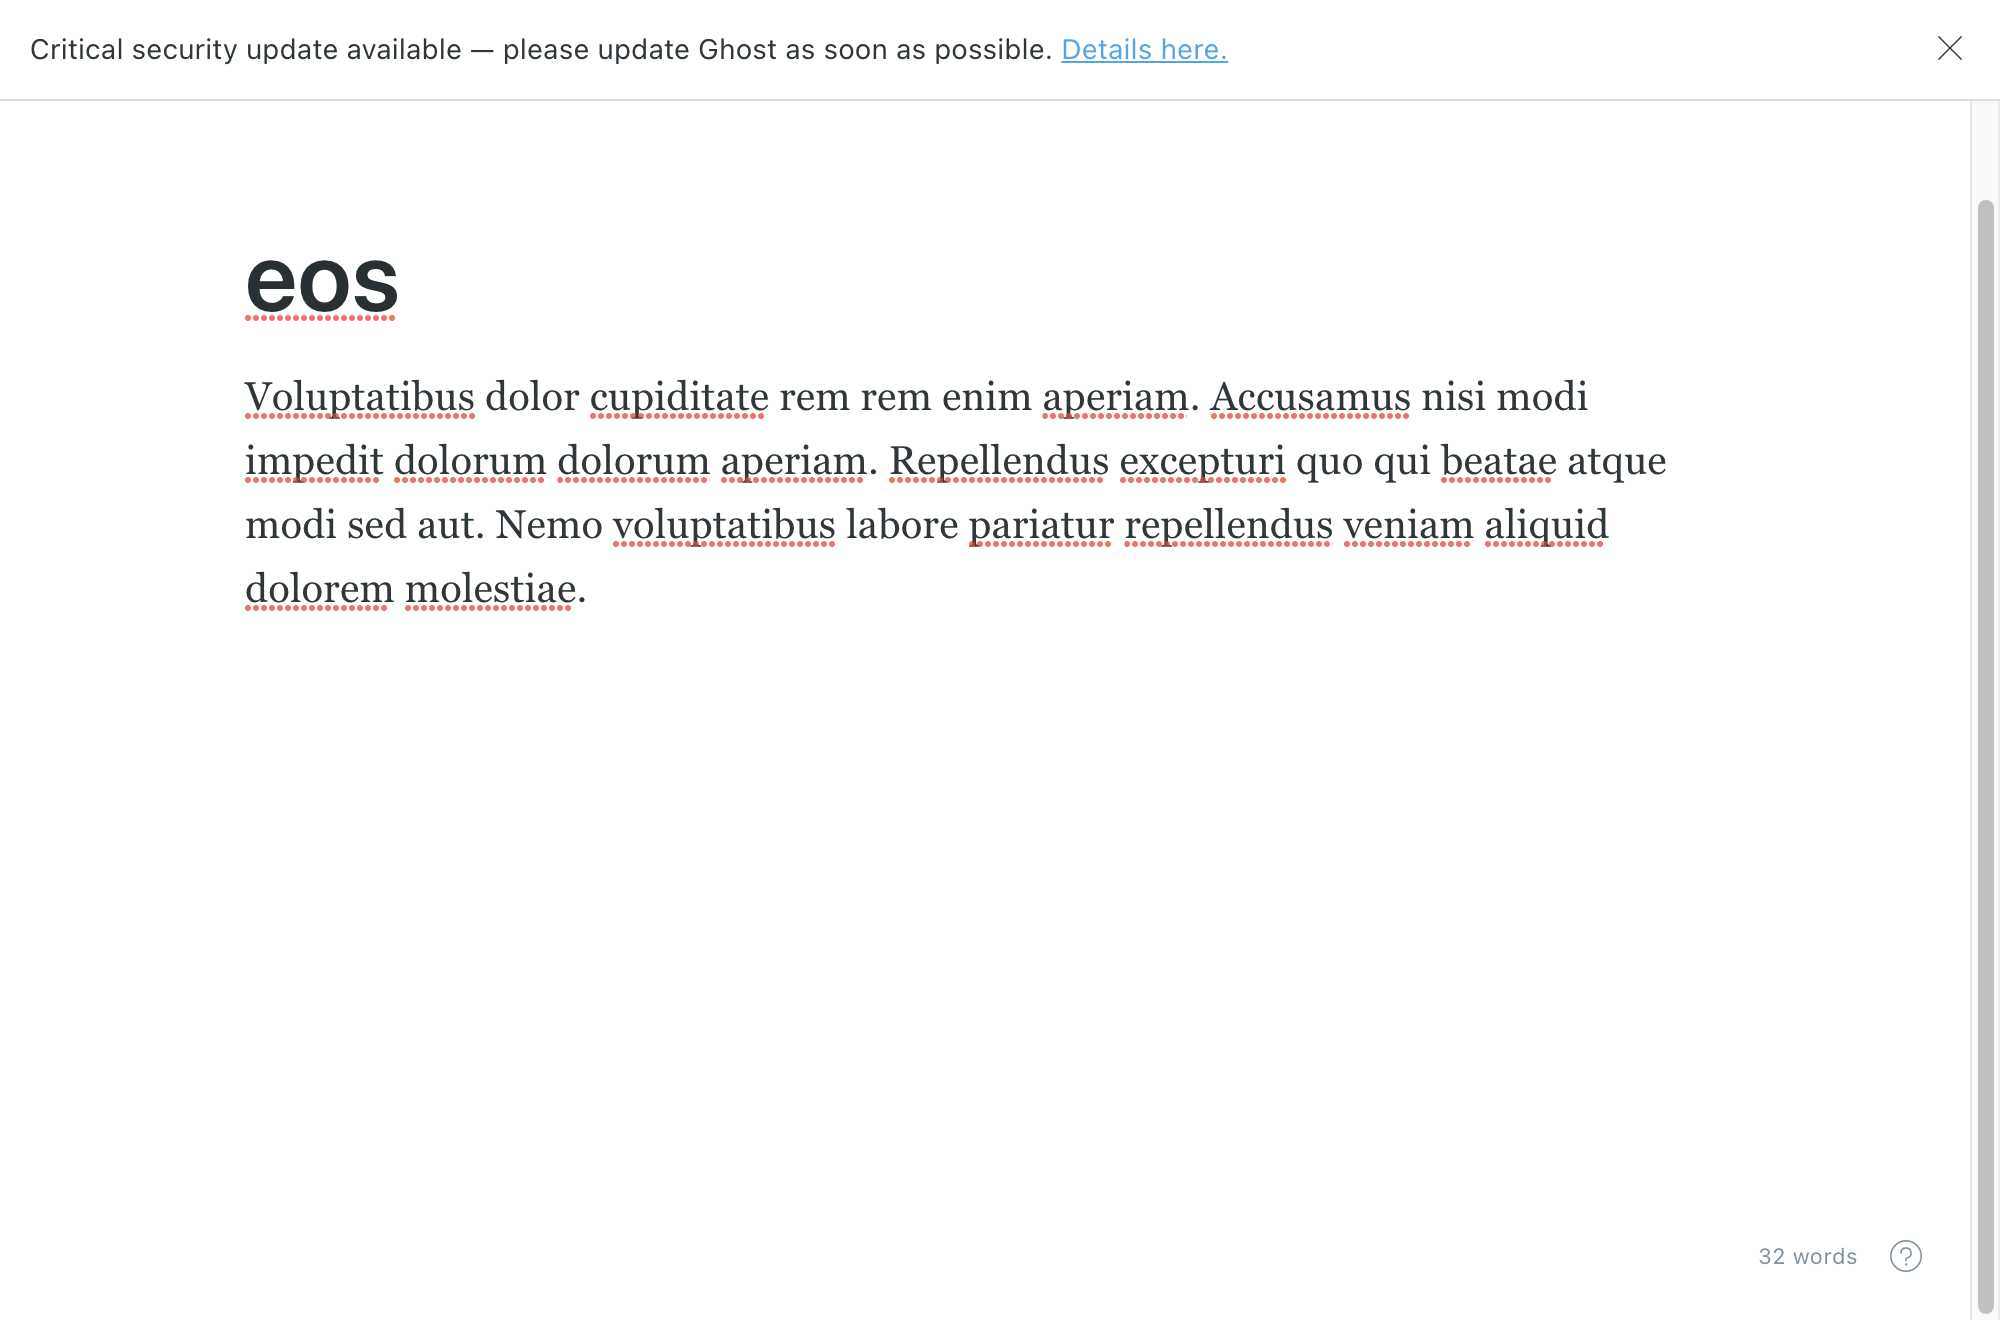 Critical security update available — please update Ghost as soon as possible. Details here.
eos
Voluptatibus dolor cupiditate rem rem enim aperiam. Accusamus nisi modi
impedit dolorum dolorum aperiam. Repellendus excepturi quo qui beatae atque
modi sed aut. Nemo voluptatibus labore pariatur repellendus veniam aliquid
dolorem molestiae.
32 words